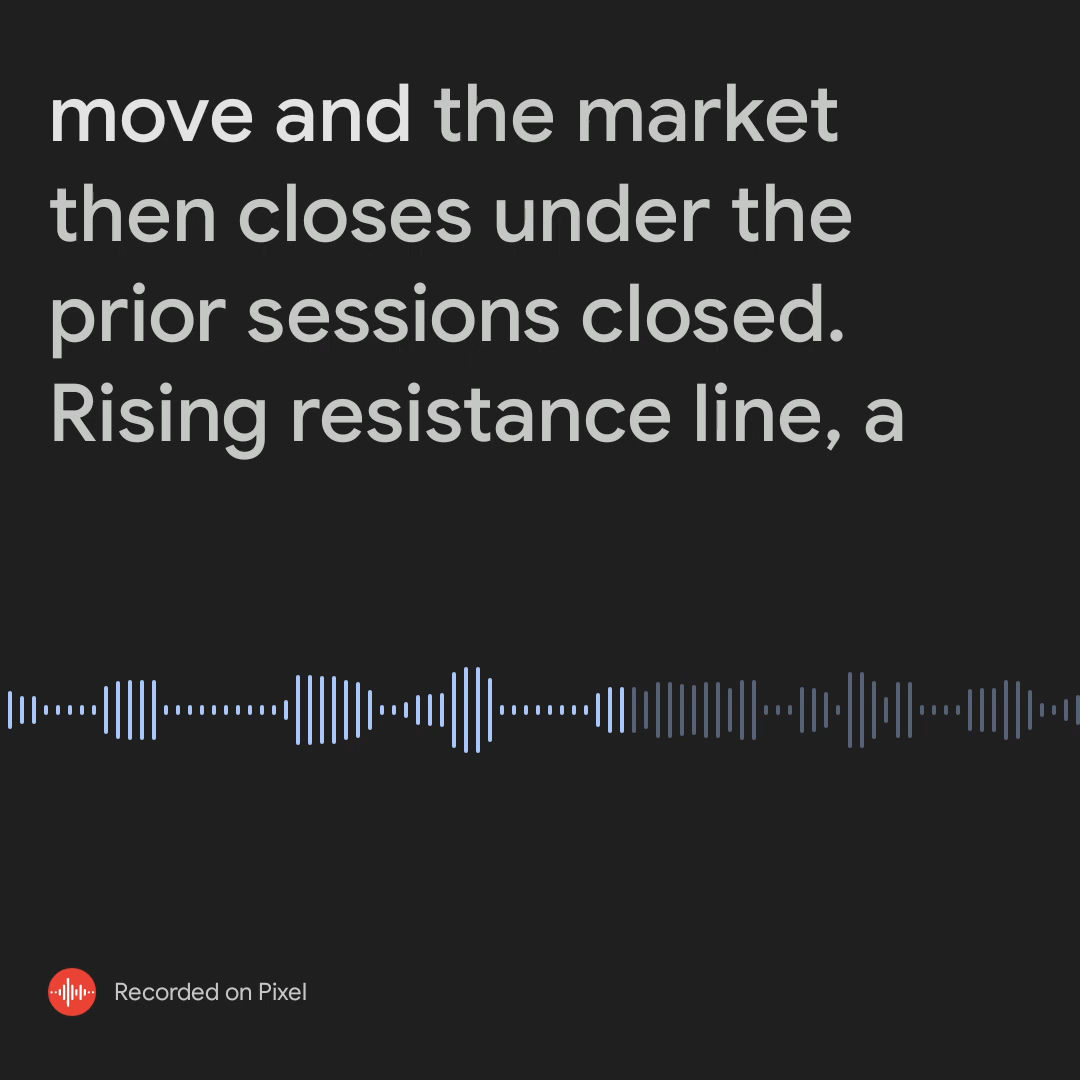 move and the market
then closes under the
prior sessions closed.
Rising resistance line, a
Recorded on Pixel